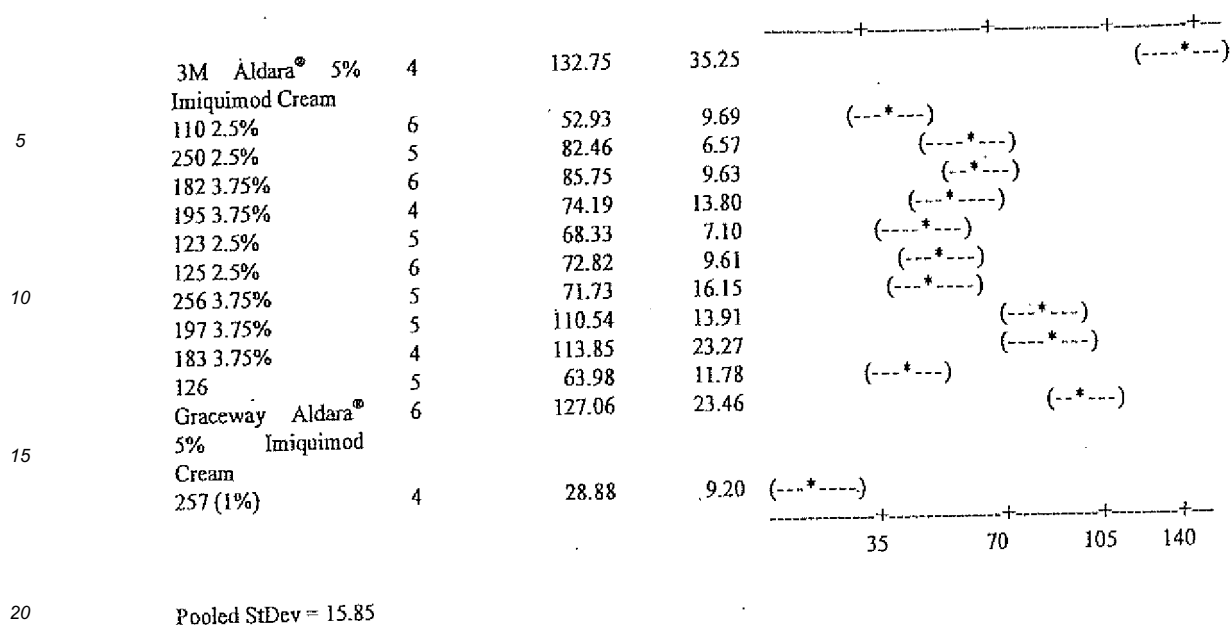 --------------+------------------+-----------------+------------+----
3M Aldara® 5% 4 132.75 35.25 (----*---)
Imiquimod Cream
110 2.5% 6 52.93 9.69 (---*----)
5 250 2.5% 5 82.46 6.57 (----*----)
182 3.75% 6 85.75 9.63 (--*----)
195 3.75% 4 74.19 13.80 (---*-----)
123 2.5% 5 68.33 7.10 (----*----)
125 2.5% 6 72.82 9.61 (---*----)
10 256 3.75% 5 71.73 16.15 (---*-----)
197 3.75% 5 110.54 13.91 (---*----)
183 3.75% 4 113.85 23.27 (----*----)
126 5 63.98 11.78 (---*----)
Graceway Aldara® 6 127.06 23.46 (--*----)
5% Imiquimod
15 Cream
257 (1%) 4 28.88 9.20 (---*-----)
----------------+------------------+--------------+------------+----
35 70 105 140
20 Pooled StDev = 15.85